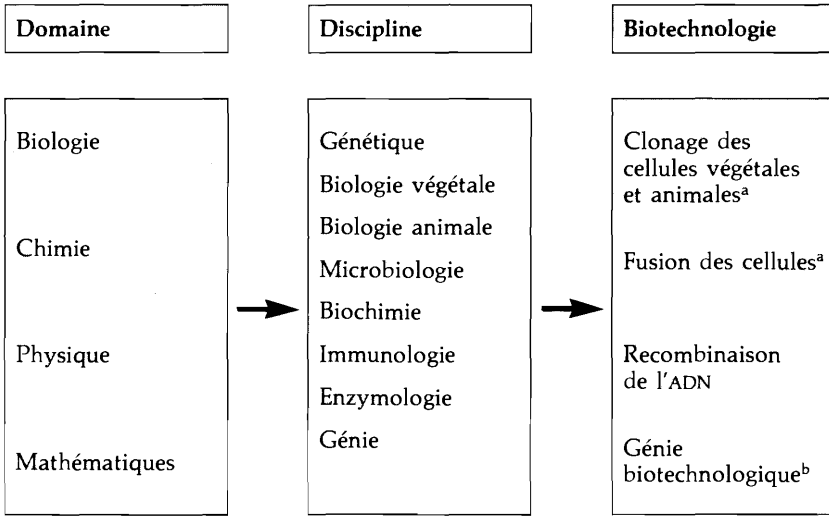 Domaine
Discipline
Biotechnologie
Biologie
Chimie
Physique
Mathématiques
Génétique
Biologie végétale
Biologie animale
Microbiologie
Biochimie
Immunologie
Enzymologie
Génie
Clonage des
cellules végétales
et animalesᵃ
Fusion des cellulesᵃ
Recombinaison
de l'ADN
Génie
biotechnologiqueᵇ